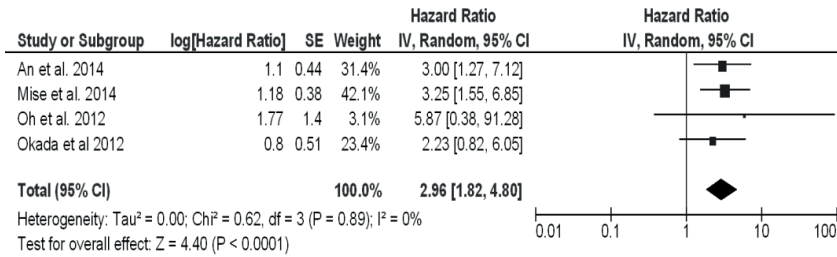 Hazard Ratio Hazard Ratio
Study or Subgroup log[Hazard Ratio] SE Weight IV, Random, 95% CI IV, Random, 95% CI
An et al. 2014 1.1 0.44 31.4% 3.00 [1.27, 7.12]
Mise et al. 2014 1.18 0.38 42.1% 3.25 [1.55, 6.85]
Oh et al. 2012 1.77 1.4 3.1% 5.87 [0.38, 91.28]
Okada et al 2012 0.8 0.51 23.4% 2.23 [0.82, 6.05]
Total (95% CI) 100.0% 2.96 [1.82, 4.80]
Heterogeneity: Tau² = 0.00; Chi² = 0.62, df = 3 (P = 0.89); I² = 0%
Test for overall effect: Z = 4.40 (P < 0.0001)
0.01 0.1 1 10 100